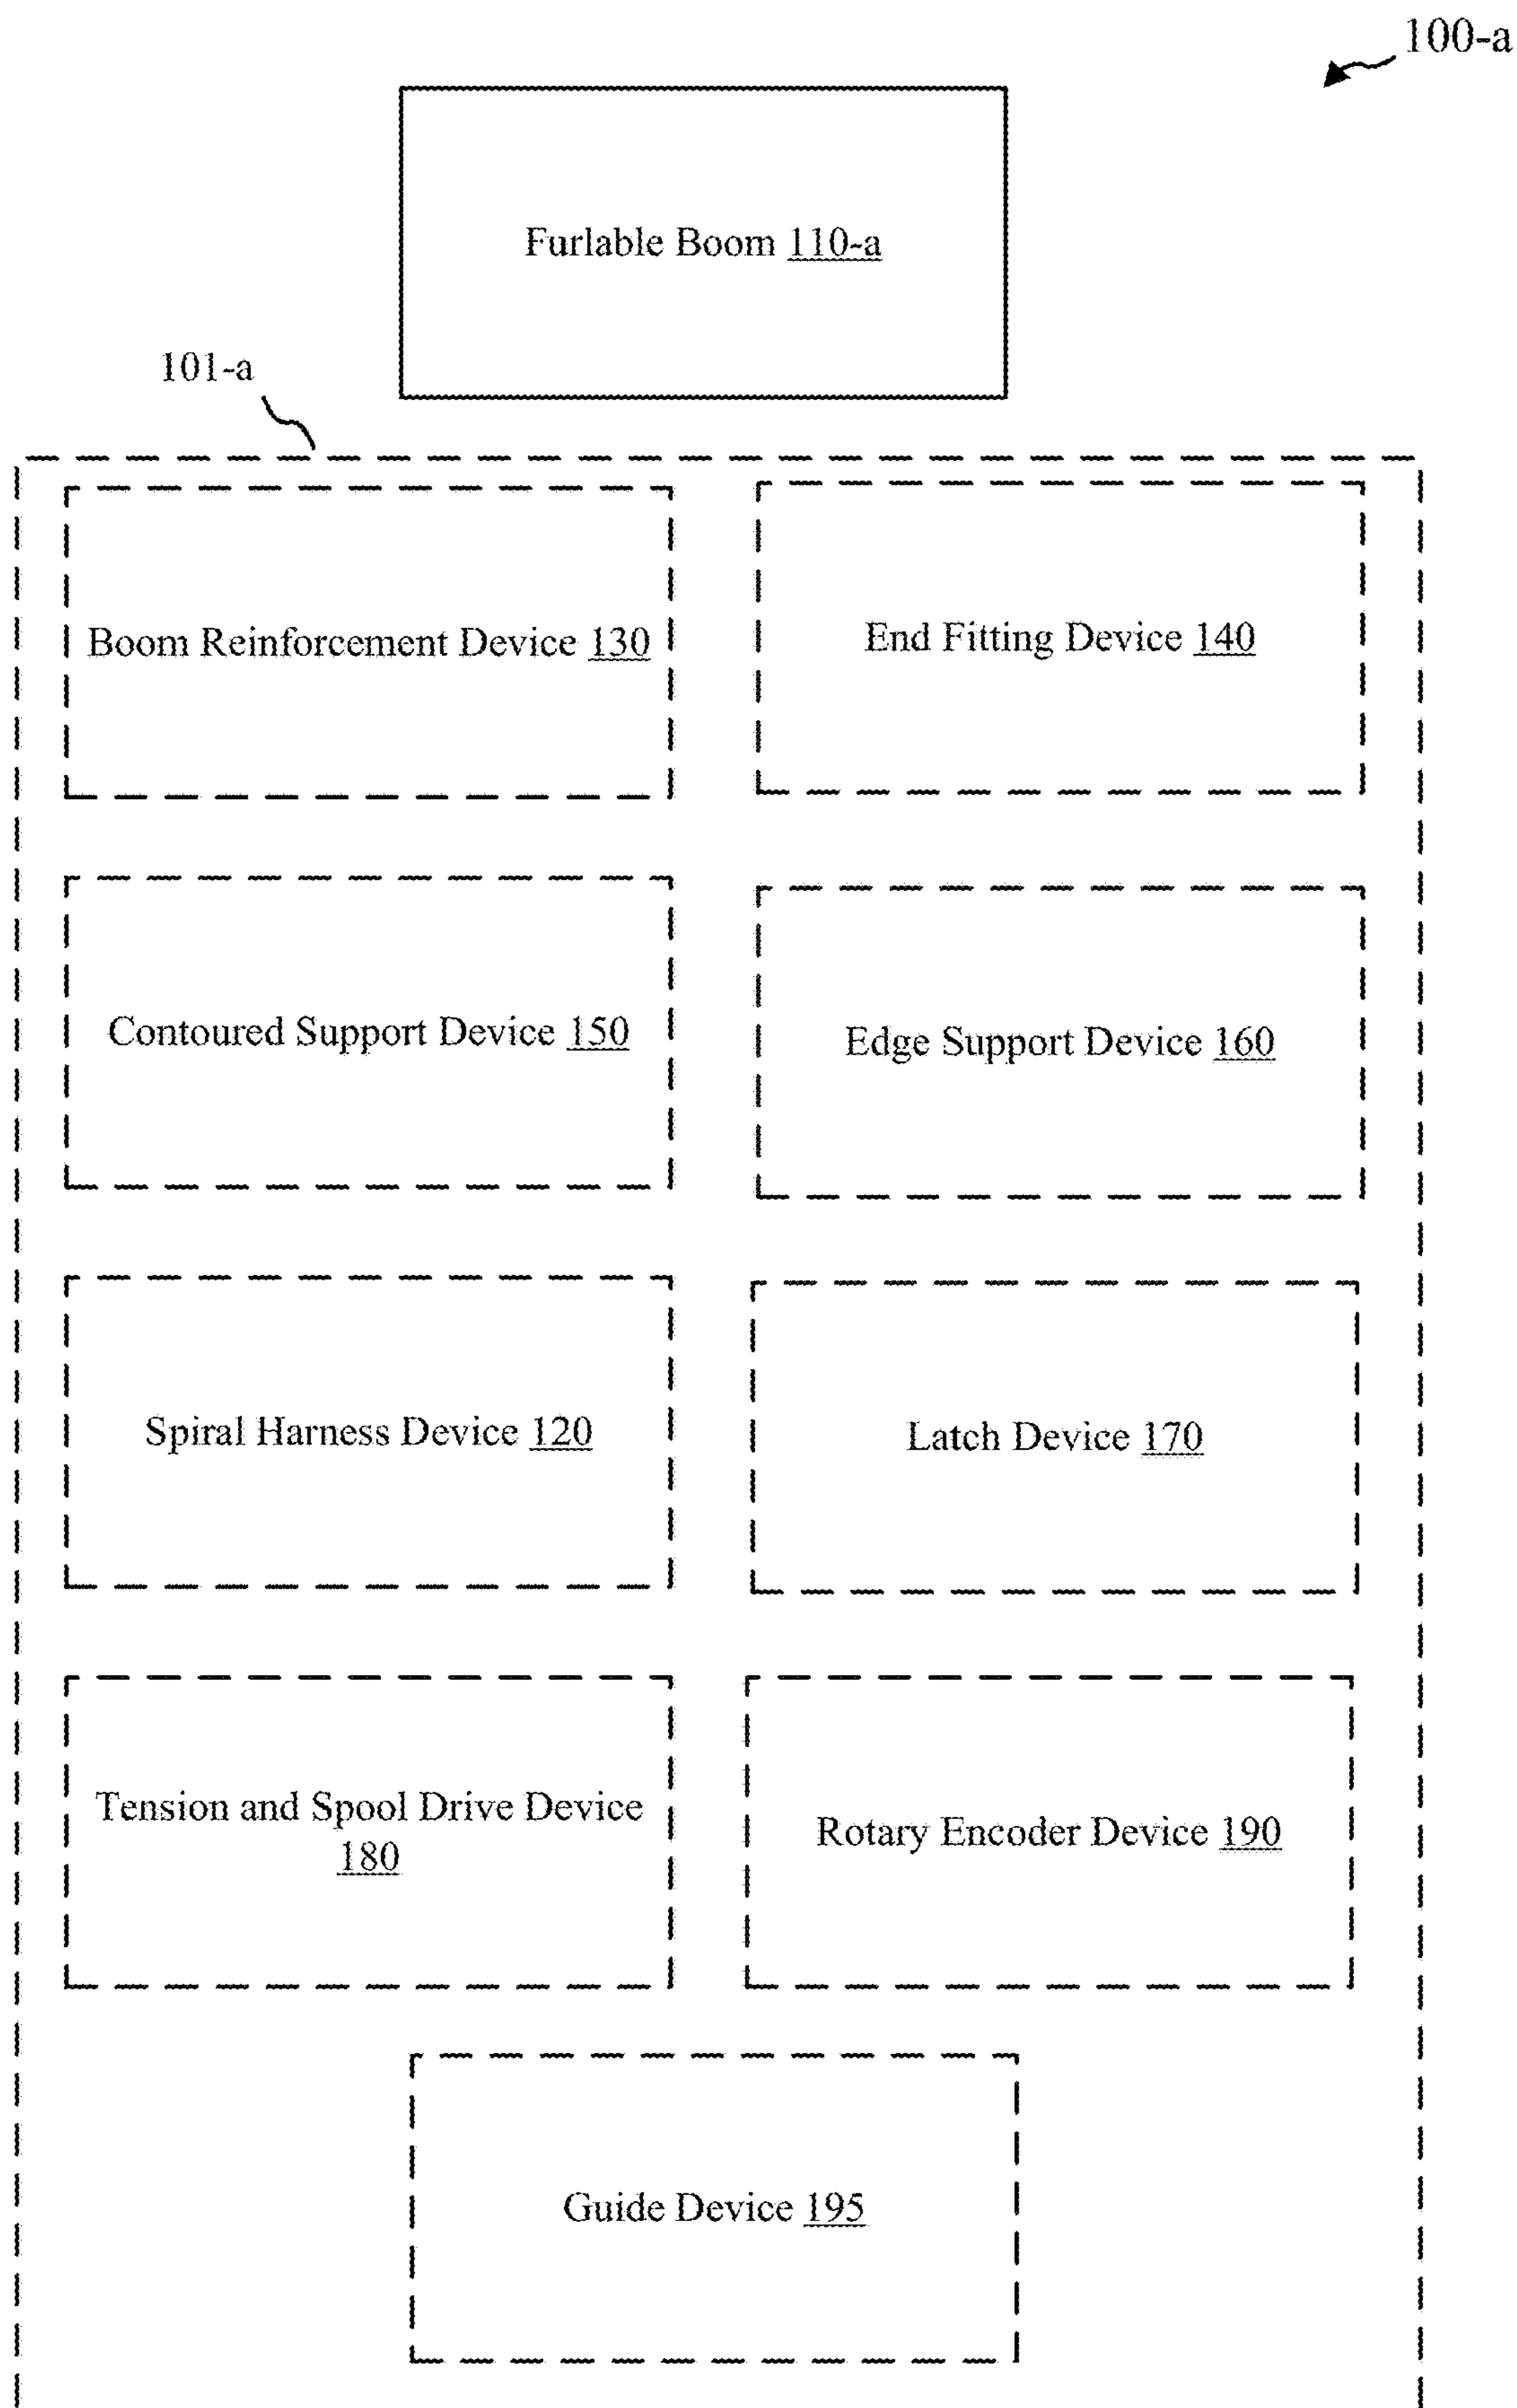 100-a
Furlable Boom 110-a
101-a
Boom Reinforcement Device 130
End Fitting Device 140
Contoured Support Device 150
Edge Support Device 160
Spiral Harness Device 120
Latch Device 170
Tension and Spool Drive Device
180
Rotary Encoder Device 190
Guide Device 195